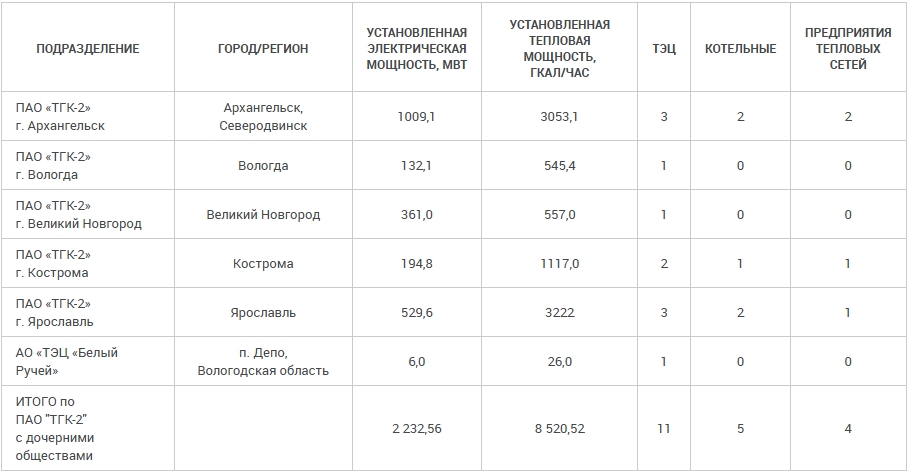 ПОДРАЗДЕЛЕНИЕ
ГОРОД/РЕГИОН
УСТАНОВЛЕННАЯ
ЭЛЕКТРИЧЕСКАЯ
МОЩНОСТЬ, МВТ
УСТАНОВЛЕННАЯ
ТЕПЛОВАЯ
МОЩНОСТЬ,
ГКАЛ/ЧАС
ТЭЦ
КОТЕЛЬНЫЕ
ПРЕДПРИЯТИЯ
ТЕПЛОВЫХ
СЕТЕЙ
ПАО «ТГК-2»
г. Архангельск
Архангельск,
Северодвинск
1009,1
3053,1
3
2
2
ПАО «ТГК-2»
г. Вологда
Вологда
132,1
545,4
1
0
0
ПАО «ТГК-2»
г. Великий Новгород
Великий Новгород
361,0
557,0
1
0
0
ПАО «ТГК-2»
г. Кострома
Кострома
194,8
1117,0
2
1
1
ПАО «ТГК-2»
г. Ярославль
Ярославль
529,6
3222
3
2
1
АО «ТЭЦ «Белый
Ручей»
п. Депо,
Вологодская область
6,0
26,0
1
0
0
ИТОГО по
ПАО "ТГК-2"
с дочерними
обществами
2 232,56
8 520,52
11
5
4